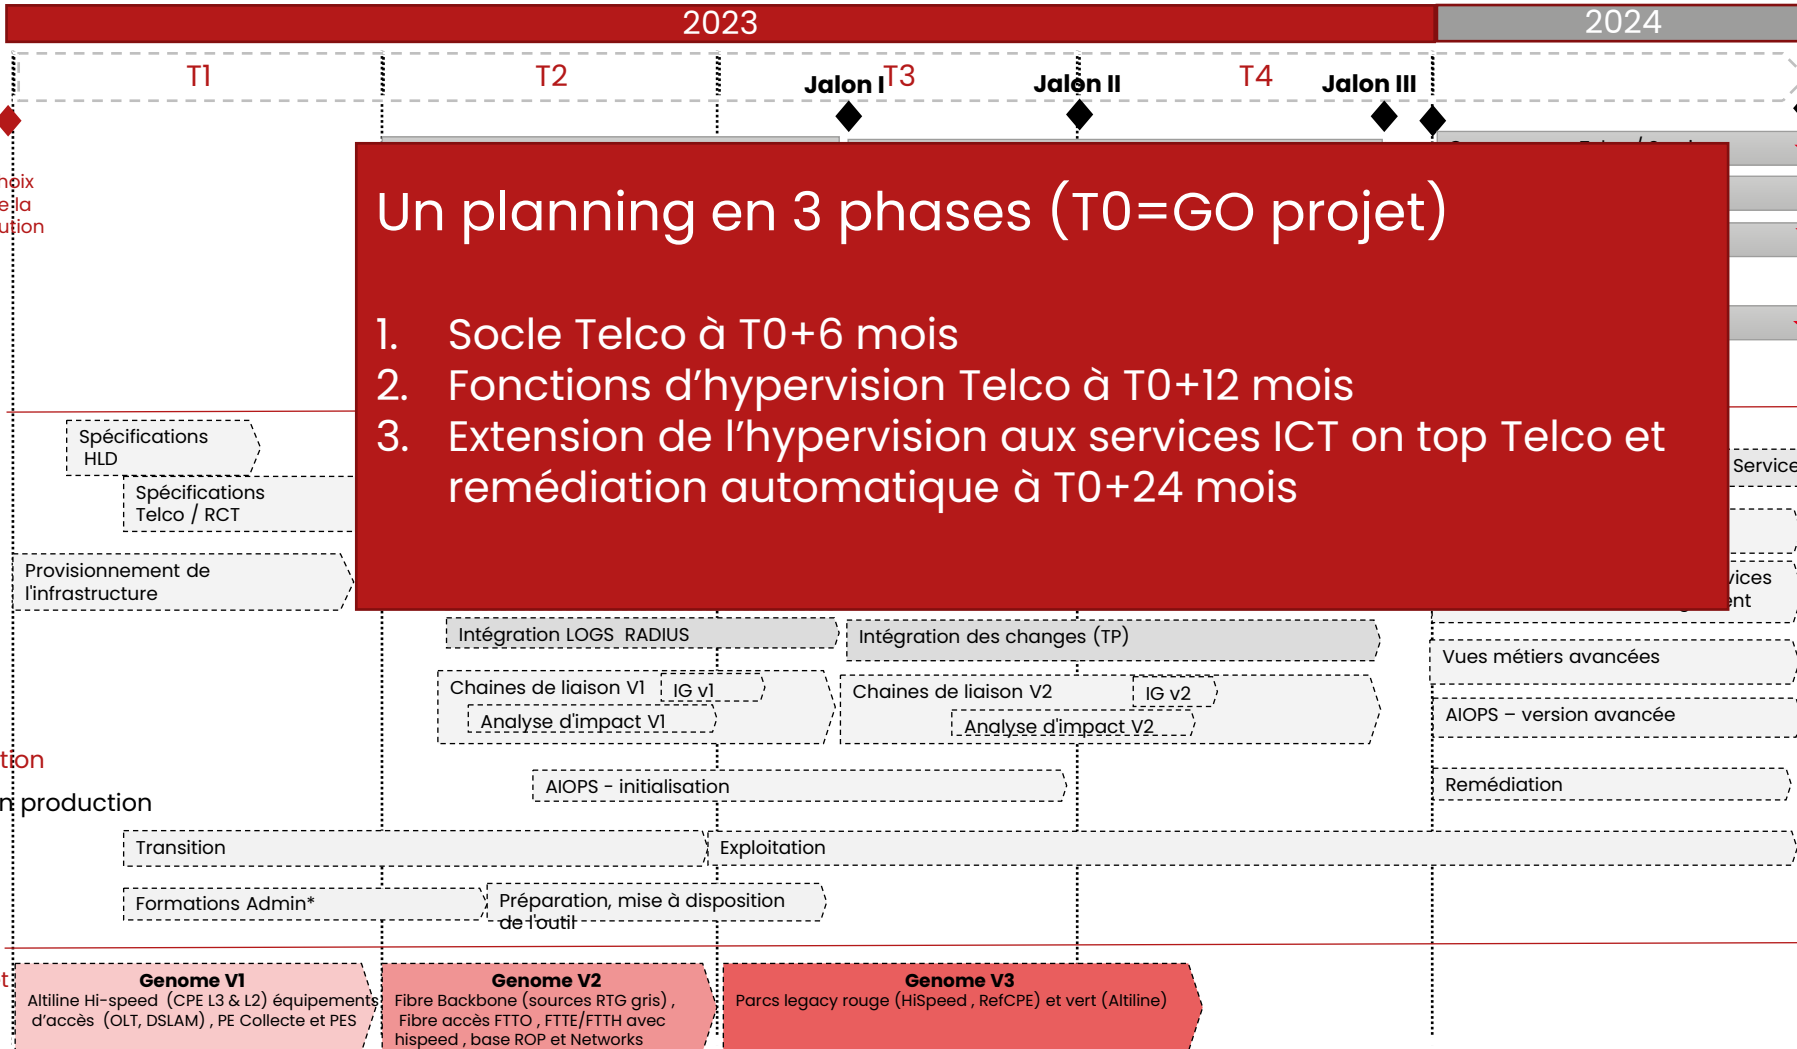 2023
2024
T1
T2
T3
T4
Jalon I
Jalon II
Jalon III
Un planning en 3 phases (T0=GO projet)
1. Socle Telco à T0+6 mois
2. Fonctions d’hypervision Telco à T0+12 mois
3. Extension de l’hypervision aux services ICT on top Telco et
remédiation automatique à T0+24 mois
Spécifications
HLD
Spécifications
Telco / RCT
Provisionnement de
l'infrastructure
Service
Intégration LOGS RADIUS
Intégration des changes (TP)
Vues métiers avancées
Chaines de liaison V1
IG v1
Analyse d'impact V1
Chaines de liaison V2
IG v2
Analyse d'impact V2
AIOPS – version avancée
AIOPS - initialisation
Remédiation
production
Transition
Exploitation
Formations Admin*
Préparation, mise à disposition
de l'outil
Genome V1
Altiline Hi-speed (CPE L3 & L2) équipements
d’accès (OLT, DSLAM) , PE Collecte et PES
Genome V2
Fibre Backbone (sources RTG gris) ,
Fibre accès FTTO , FTTE/FTTH avec
hispeed , base ROP et Networks
Genome V3
Parcs legacy rouge (HiSpeed , RefCPE) et vert (Altiline)